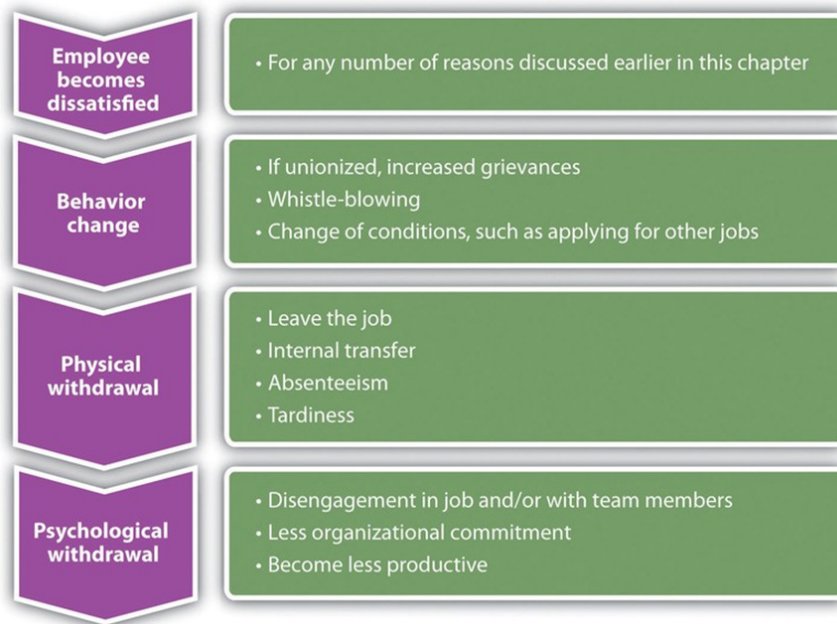 Employee
becomes
dissatisfied
• For any number of reasons discussed earlier in this chapter
Behavior
change
• If unionized, increased grievances
• Whistle-blowing
• Change of conditions, such as applying for other jobs
Physical
withdrawal
• Leave the job
• Internal transfer
• Absenteeism
• Tardiness
Psychological
withdrawal
• Disengagement in job and/or with team members
• Less organizational commitment
• Become less productive